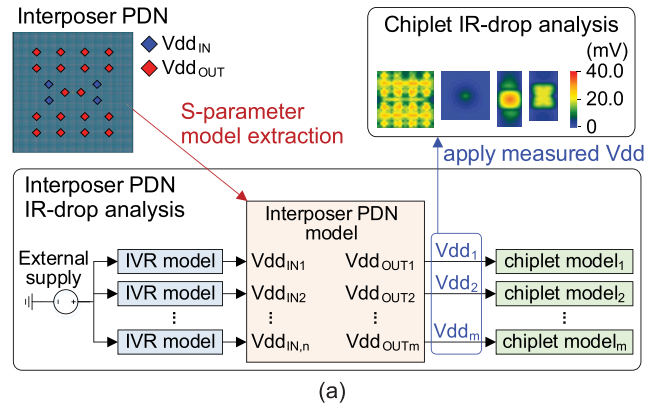 Interposer PDN
Vdd_IN
Vdd_OUT
S-parameter
model extraction
Chiplet IR-drop analysis
(mV)
40.0
20.0
0
apply measured Vdd
Interposer PDN
IR-drop analysis
External
supply
- +
IVR model
IVR model
⋮
IVR model
Interposer PDN
model
Vdd_IN1 Vdd_OUT1
Vdd_IN2 Vdd_OUT2
⋮ ⋮
Vdd_IN,n Vdd_OUTm
Vdd_1
Vdd_2
⋮
Vdd_m
chiplet model_1
chiplet model_2
⋮
chiplet model_m
(a)